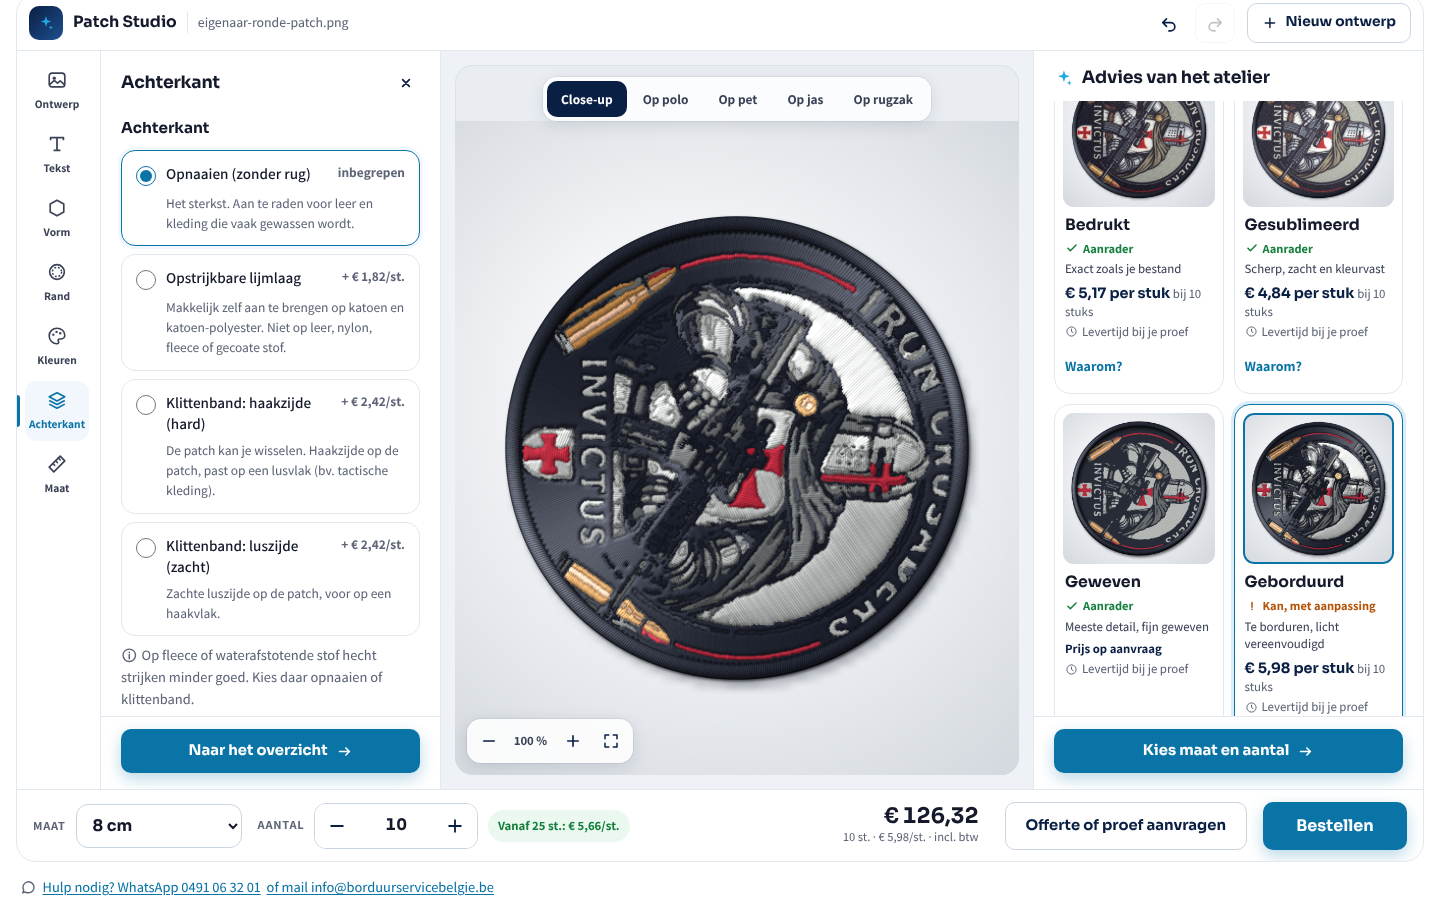 Patch Studio
eigenaar-ronde-patch.png
Nieuw ontwerp
Ontwerp
Tekst
Vorm
Rand
Kleuren
Achterkant
Maat
Achterkant
Achterkant
Opnaaien (zonder rug) inbegrepen
Het sterkst. Aan te raden voor leer en
kleding die vaak gewassen wordt.
Opstrijkbare lijmlaag + € 1,82/st.
Makkelijk zelf aan te brengen op katoen en
katoen-polyester. Niet op leer, nylon,
fleece of gecoate stof.
Klittenband: haakzijde + € 2,42/st.
(hard)
De patch kan je wisselen. Haakzijde op de
patch, past op een lusvlak (bv. tactische
kleding).
Klittenband: luszijde + € 2,42/st.
(zacht)
Zachte luszijde op de patch, voor op een
haakvlak.
Op fleece of waterafstotende stof hecht
strijken minder goed. Kies daar opnaaien of
klittenband.
Naar het overzicht →
Close-up Op polo Op pet Op jas Op rugzak
IRON CRUSADERS
INVICTUS
100 %
Advies van het atelier
INVICTUS
INVICTUS
Bedrukt
Aanrader
Exact zoals je bestand
€ 5,17 per stuk bij 10
stuks
Levertijd bij je proef
Waarom?
Gesublimeerd
Aanrader
Scherp, zacht en kleurvast
€ 4,84 per stuk bij 10
stuks
Levertijd bij je proef
Waarom?
IRON CRUSADERS
INVICTUS
Geweven
Aanrader
Meeste detail, fijn geweven
Prijs op aanvraag
Levertijd bij je proef
IRON CRUSADERS
INVICTUS
Geborduurd
! Kan, met aanpassing
Te borduren, licht
vereenvoudigd
€ 5,98 per stuk bij 10
stuks
Levertijd bij je proef
Kies maat en aantal →
MAAT 8 cm
AANTAL 10
Vanaf 25 st.: € 5,66/st.
€ 126,32
10 st. · € 5,98/st. · incl. btw
Offerte of proef aanvragen
Bestellen
Hulp nodig? WhatsApp 0491 06 32 01 of mail info@borduurservicebelgie.be